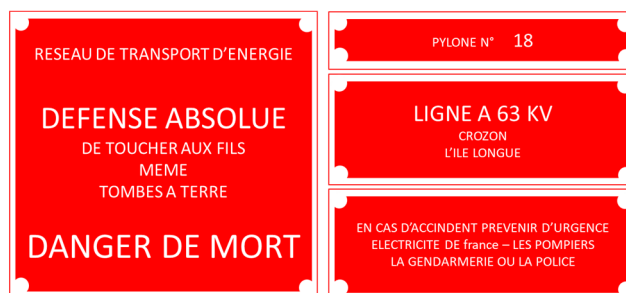 RESEAU DE TRANSPORT D'ENERGIE
DEFENSE ABSOLUE
DE TOUCHER AUX FILS
MEME
TOMBES A TERRE
DANGER DE MORT
PYLONE N° 18
LIGNE A 63 KV
CROZON
L'ILE LONGUE
EN CAS D'ACCINDENT PREVENIR D'URGENCE
ELECTRICITE DE france – LES POMPIERS
LA GENDARMERIE OU LA POLICE